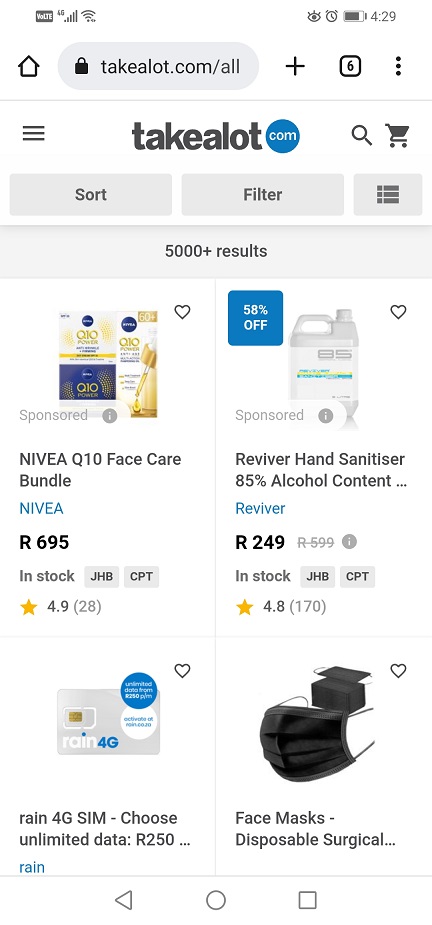 VoLTE 4G 4:29
takealot.com/all 6
takealot com
Sort Filter
5000+ results
58%
OFF
60+
NIVEA
NIVEA
Q10
POWER
Q10
POWER
Q10
POWER
85
Sponsored
Sponsored
NIVEA Q10 Face Care
Bundle
NIVEA
R 695
In stock JHB CPT
4.9 (28)
Reviver Hand Sanitiser
85% Alcohol Content ...
Reviver
R 249 R 599
In stock JHB CPT
4.8 (170)
unlimited
data from
R250 p/m
activate at
rain.co.za
rain4G
rain 4G SIM - Choose
unlimited data: R250 ...
rain
Face Masks -
Disposable Surgical...